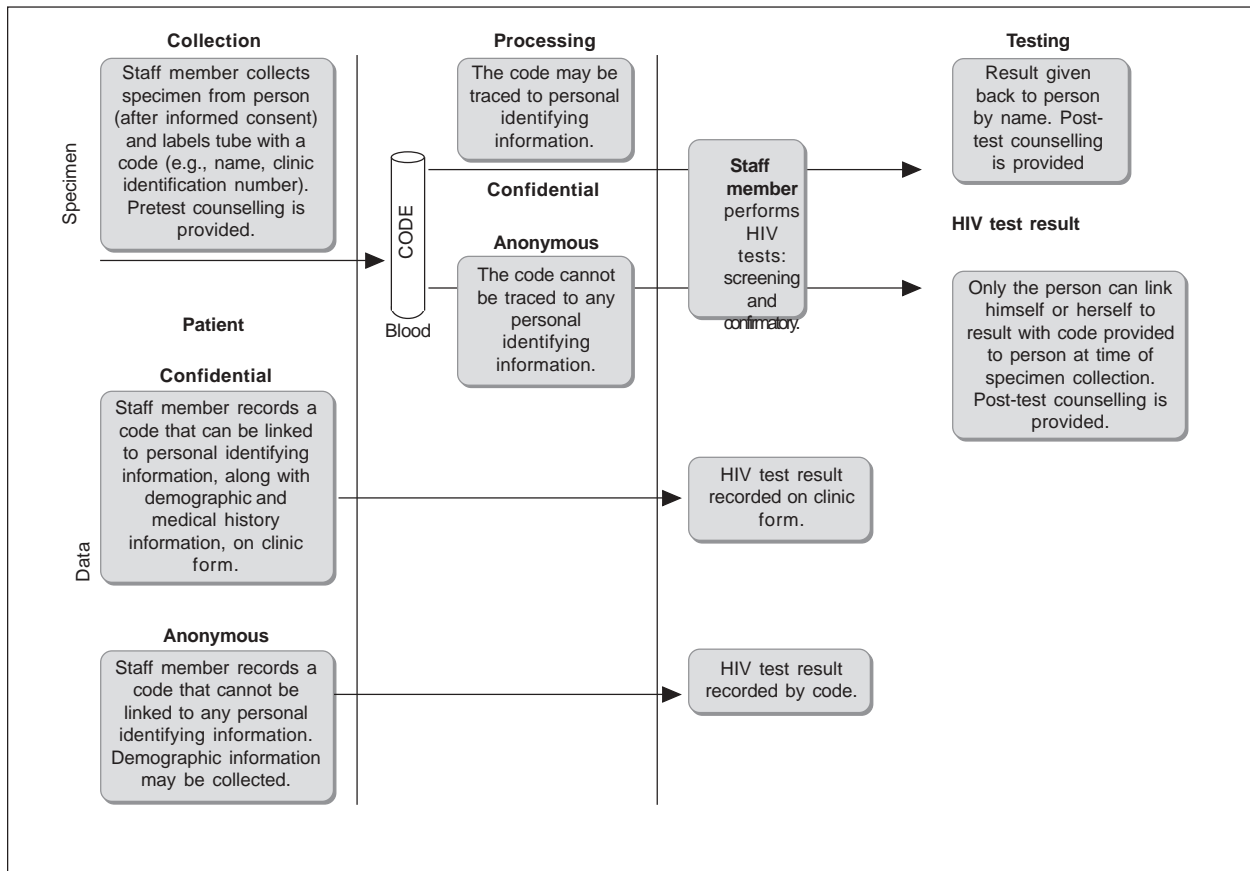 Collection
Processing
Testing
Specimen
Staff member collects
specimen from person
(after informed consent)
and labels tube with a
code (e.g., name, clinic
identification number).
Pretest counselling is
provided.
The code may be
traced to personal
identifying
information.
Confidential
CODE
Blood
Anonymous
The code cannot
be traced to any
personal
identifying
information.
Staff
member
performs
HIV
tests:
screening
and
confirmatory.
Result given
back to person
by name. Post-
test counselling
is provided
HIV test result
Only the person can link
himself or herself to
result with code provided
to person at time of
specimen collection.
Post-test counselling is
provided.
Patient
Data
Confidential
Staff member records a
code that can be linked
to personal identifying
information, along with
demographic and
medical history
information, on clinic
form.
HIV test result
recorded on clinic
form.
Anonymous
Staff member records a
code that cannot be
linked to any personal
identifying information.
Demographic information
may be collected.
HIV test result
recorded by code.